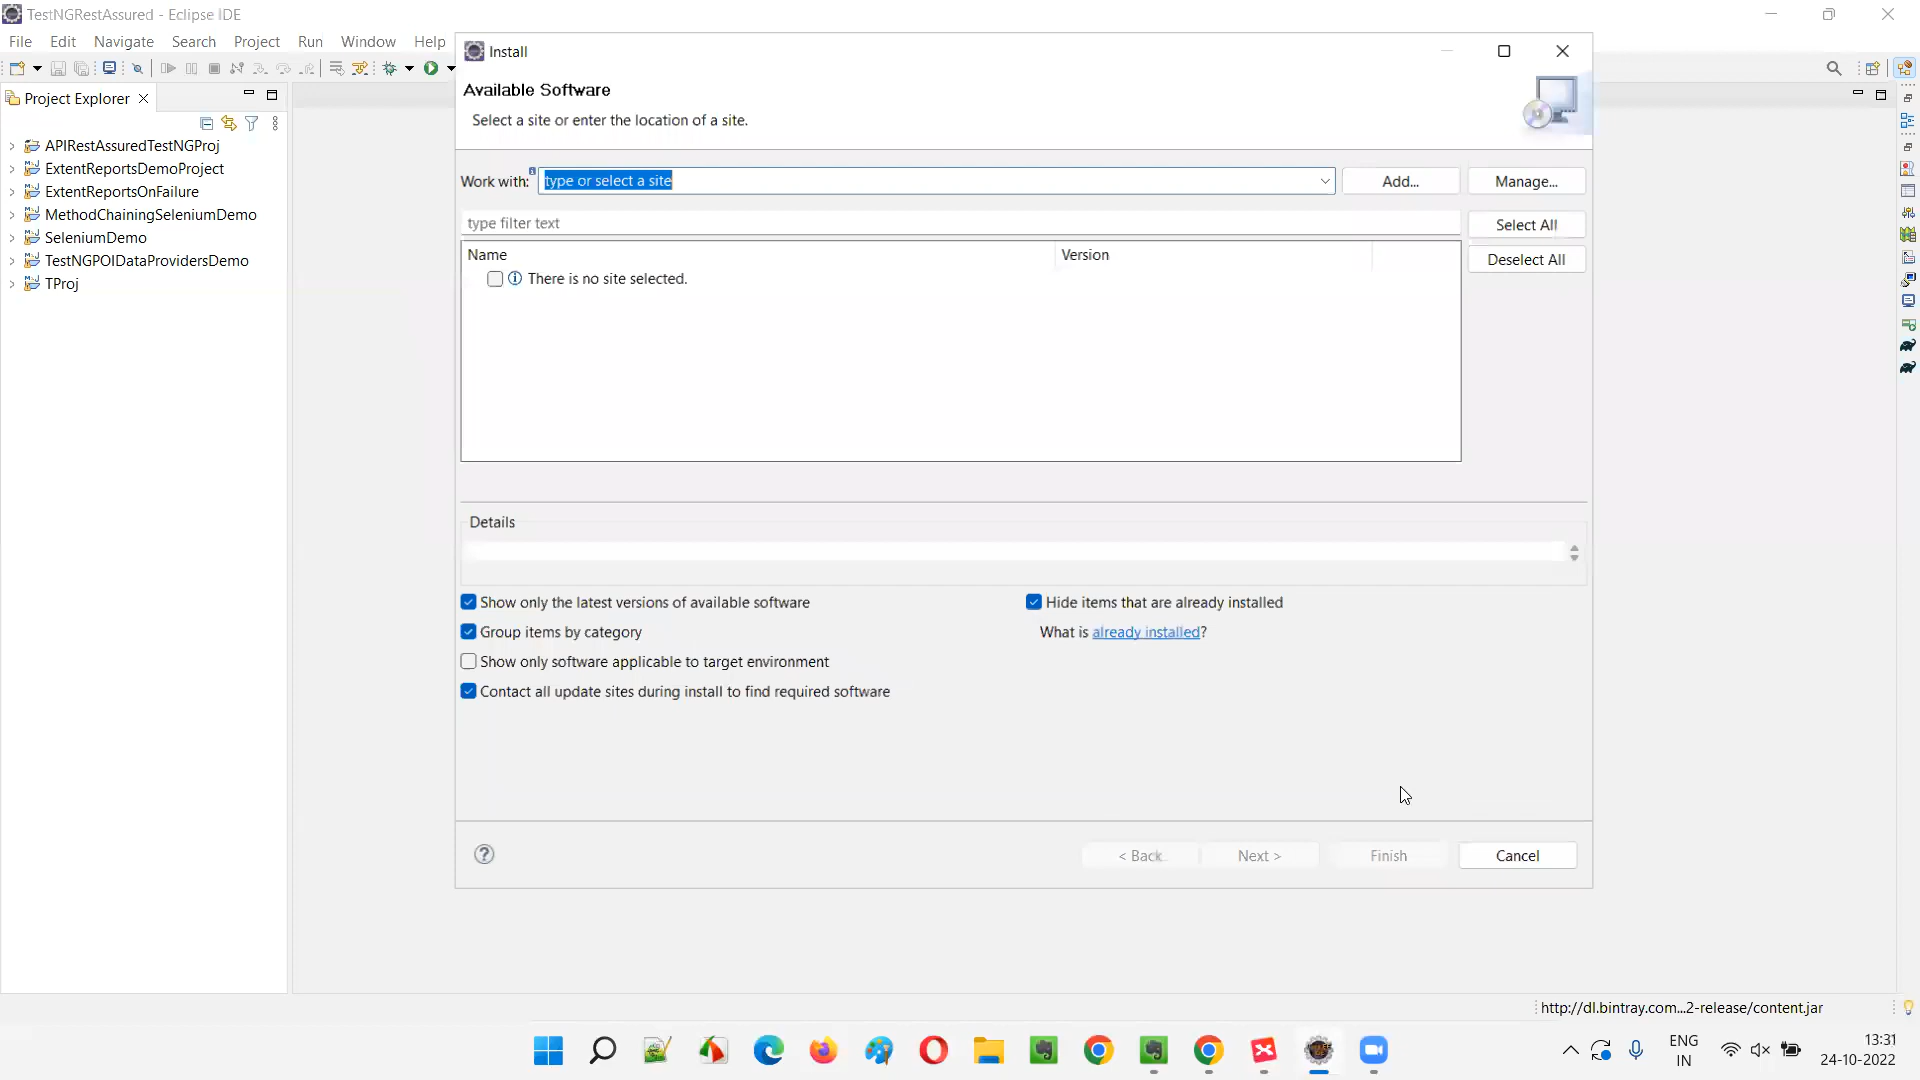 TestNGRestAssured - Eclipse IDE
File Edit Navigate Search Project Run Window Help
Project Explorer
APIRestAssuredTestNGProj
ExtentReportsDemoProject
ExtentReportsOnFailure
MethodChainingSeleniumDemo
SeleniumDemo
TestNGPOIDataProvidersDemo
TProj
Install
Available Software
Select a site or enter the location of a site.
Work with: type or select a site Add... Manage...
type filter text Select All
Deselect All
Name Version
There is no site selected.
Details
Show only the latest versions of available software
Hide items that are already installed
Group items by category
What is already installed?
Show only software applicable to target environment
Contact all update sites during install to find required software
< Back Next > Finish Cancel
http://dl.bintray.com...2-release/content.jar
ENG
IN
13:31
24-10-2022